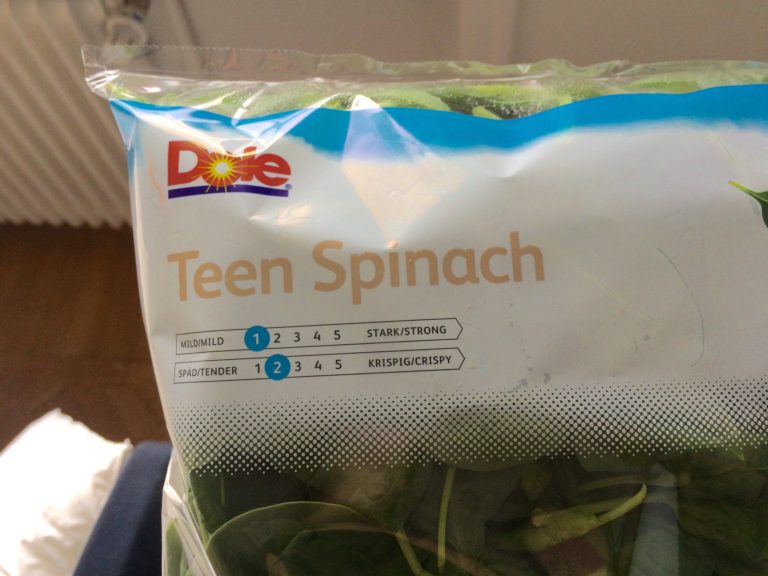 Dole®
Teen Spinach
MILD/MILD 1 2 3 4 5 STARK/STRONG
SPÄD/TENDER 1 2 3 4 5 KRISPIG/CRISPY